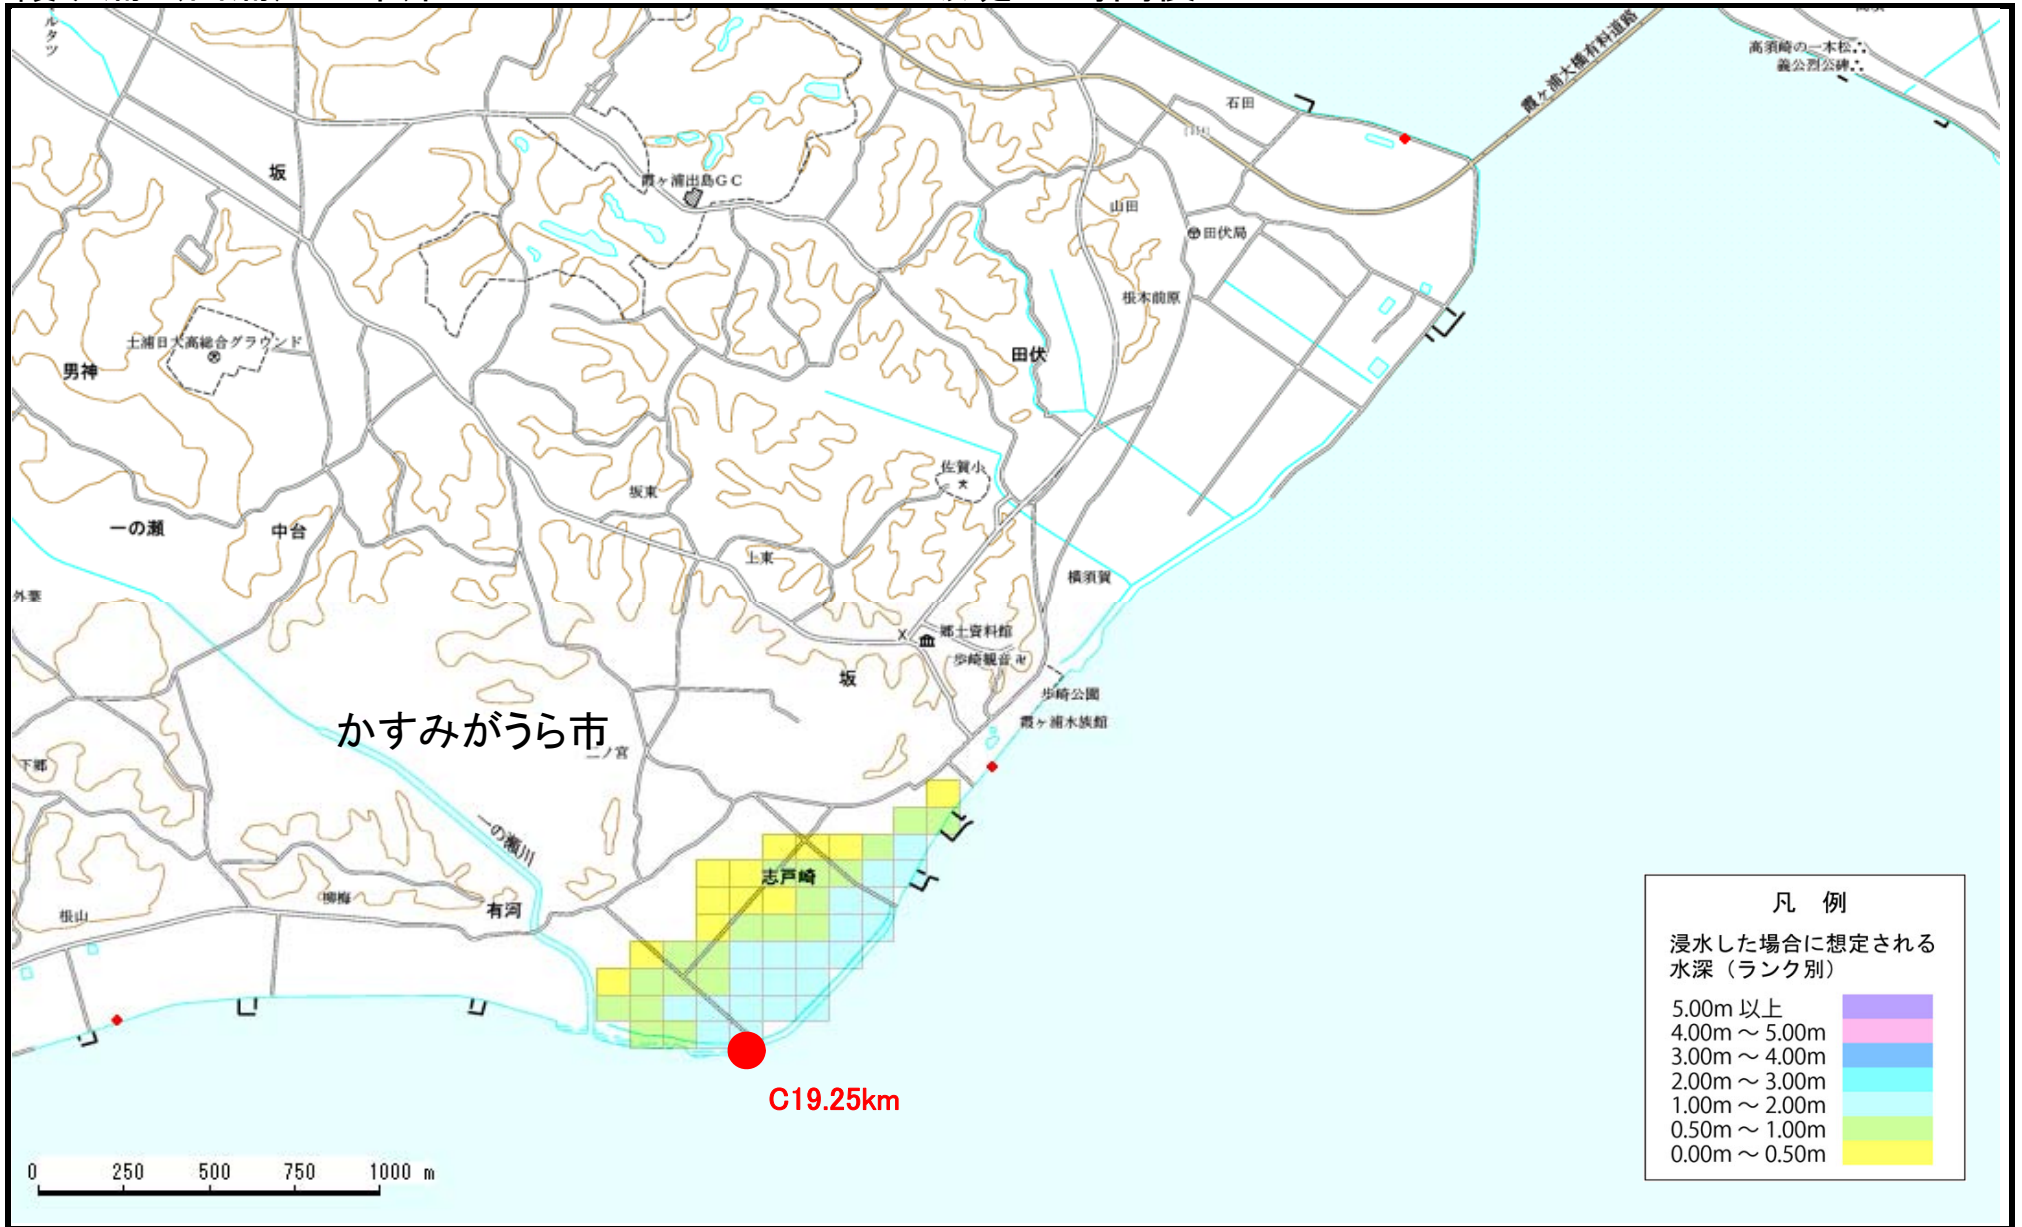 霞ヶ浦大橋有料道路
高須崎の一本松
義公烈公碑
石田
坂
霞ヶ浦出島GC
山田
田伏局
根木前原
土浦日大高総合グラウンド
男神
田伏
佐賀小
坂東
一の瀬
中台
上東
横須賀
郷土資料館
歩崎観音
坂
歩崎公園
霞ヶ浦水族館
かすみがうら市
二ノ宮
下郷
一の瀬川
志戸崎
柳梅
有河
根山
C19.25km
凡 例
浸水した場合に想定される
水深（ランク別）
5.00m 以上
4.00m ～ 5.00m
3.00m ～ 4.00m
2.00m ～ 3.00m
1.00m ～ 2.00m
0.50m ～ 1.00m
0.00m ～ 0.50m
0 250 500 750 1000 m